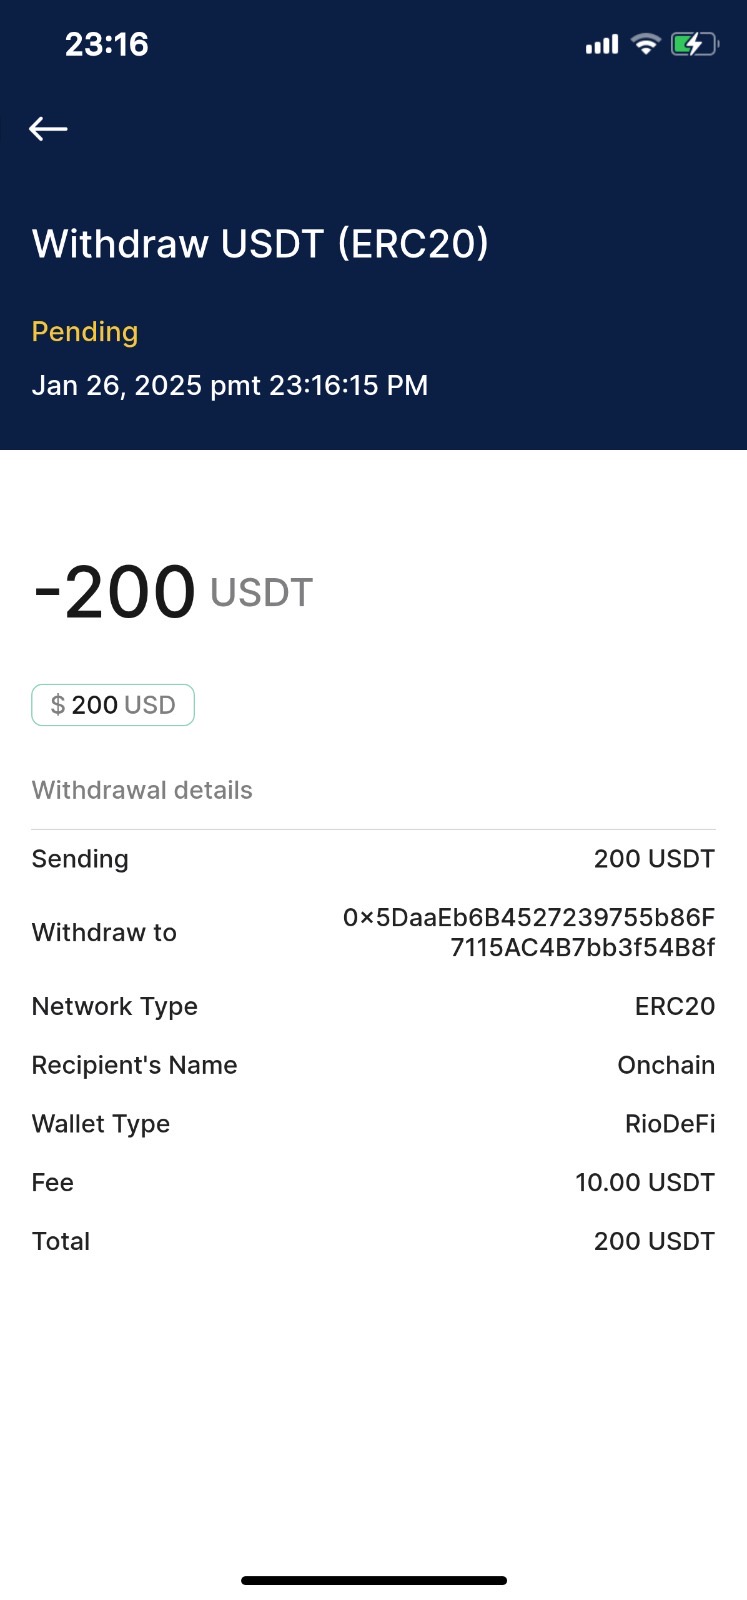 23:16
Withdraw USDT (ERC20)
Pending
Jan 26, 2025 pmt 23:16:15 PM
-200 USDT
$ 200 USD
Withdrawal details
Sending 200 USDT
Withdraw to 0x5DaaEb6B4527239755b86F
7115AC4B7bb3f54B8f
Network Type ERC20
Recipient's Name Onchain
Wallet Type RioDeFi
Fee 10.00 USDT
Total 200 USDT